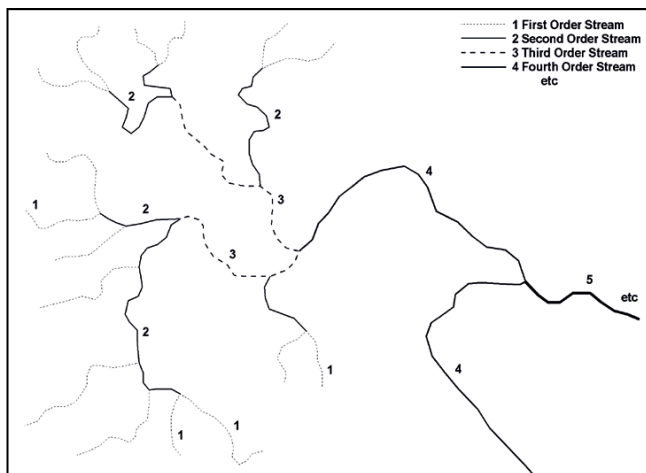 1 First Order Stream
2 Second Order Stream
3 Third Order Stream
4 Fourth Order Stream
etc
2
2
4
3
1
2
3
5
etc
2
4
1
1
1